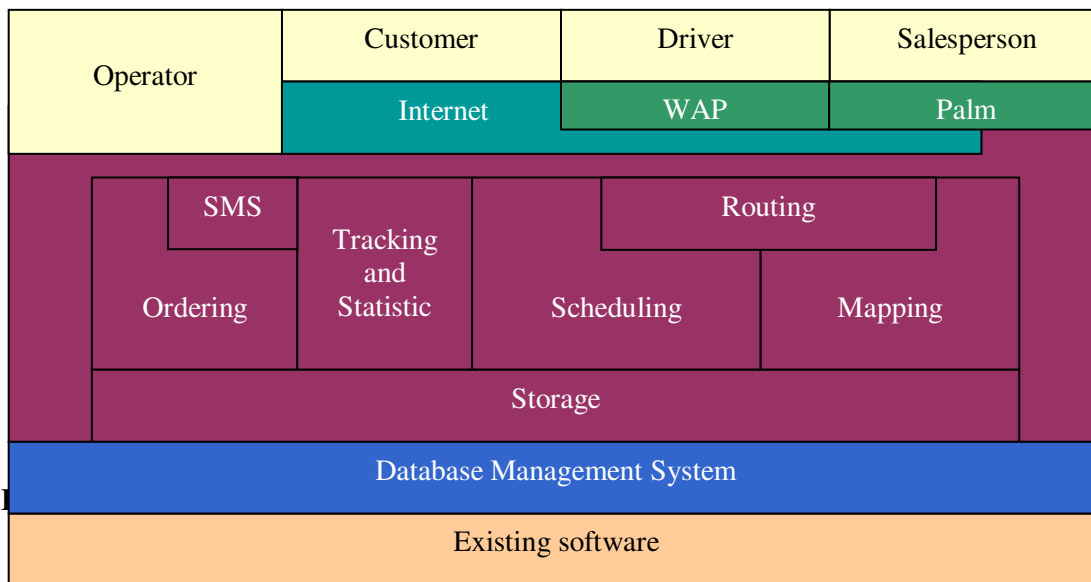 Customer
Driver
Salesperson
Operator
Internet
WAP
Palm
SMS
Routing
Tracking
and
Statistic
Ordering
Scheduling
Mapping
Storage
Database Management System
Existing software